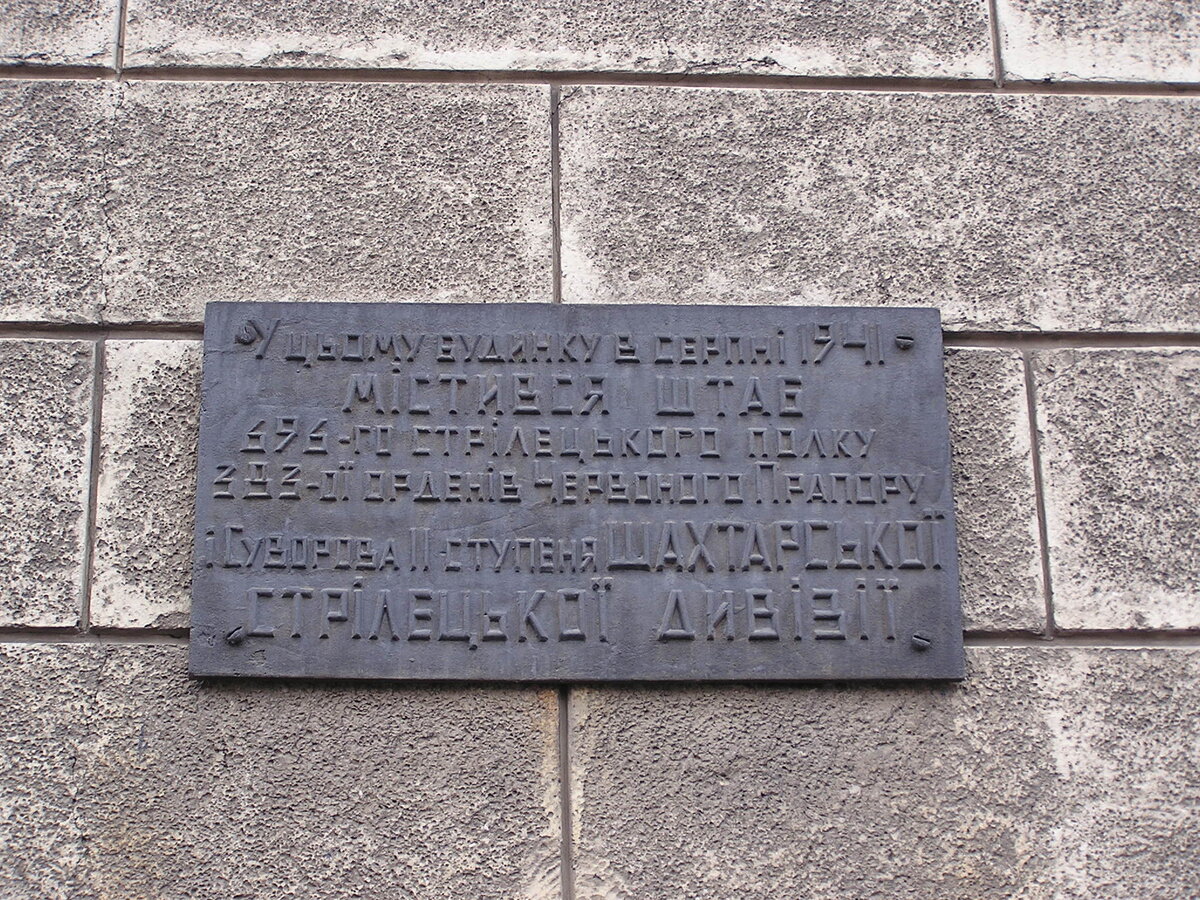 У цьому будинку в серпні 1941
містився штаб
696-го стрілецького полку
383-ої орденів Червоного Прапору
і Суворова II-ступеня ШАХТАРСЬКОЇ
СТРІЛЕЦЬКОЇ ДИВІЗІЇ